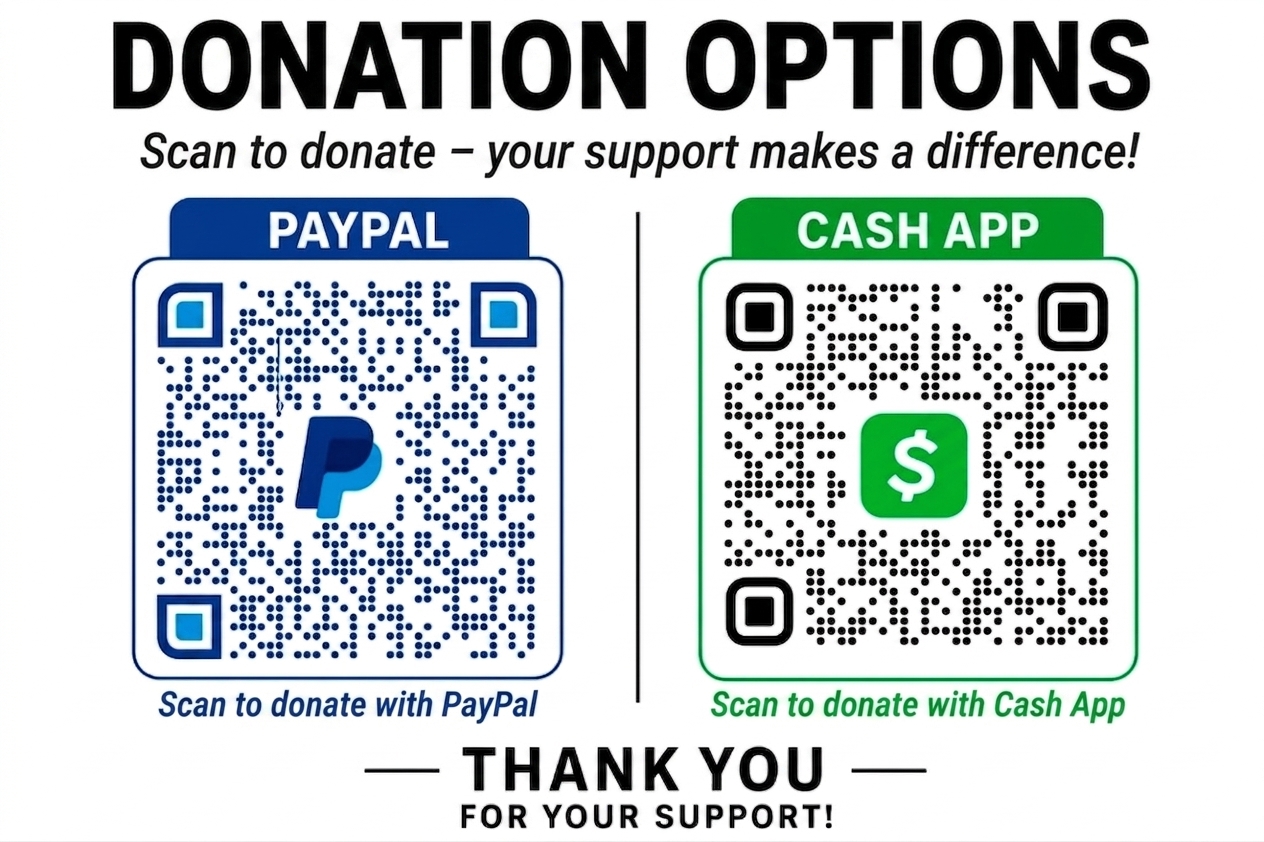 DONATION OPTIONS
Scan to donate – your support makes a difference!
PAYPAL
Scan to donate with PayPal
CASH APP
$
Scan to donate with Cash App
THANK YOU
FOR YOUR SUPPORT!